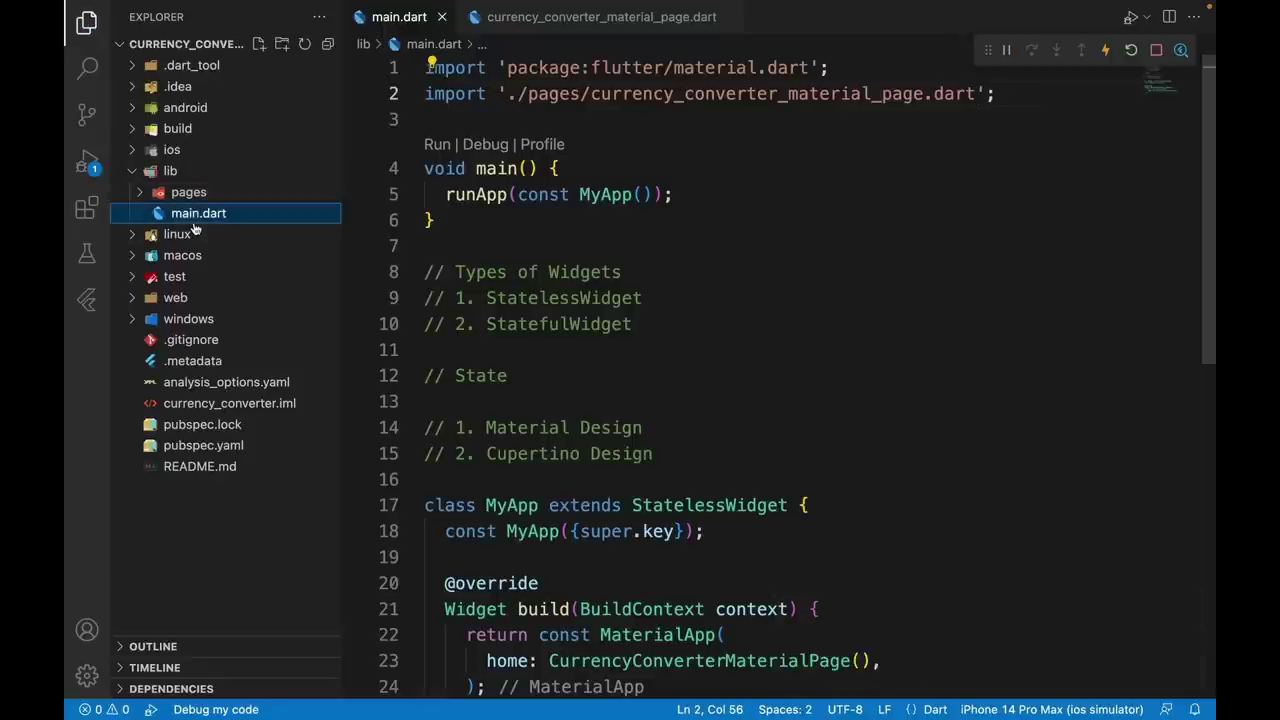 EXPLORER
CURRENCY_CONVE...
.dart_tool
.idea
android
build
ios
lib
pages
main.dart
linux
macos
test
web
windows
.gitignore
.metadata
analysis_options.yaml
currency_converter.iml
pubspec.lock
pubspec.yaml
README.md
OUTLINE
TIMELINE
DEPENDENCIES
1
main.dart
currency_converter_material_page.dart
lib > main.dart > ...
1 import 'package:flutter/material.dart';
2 import './pages/currency_converter_material_page.dart';
3
Run | Debug | Profile
4 void main() {
5 runApp(const MyApp());
6 }
7
8 // Types of Widgets
9 // 1. StatelessWidget
10 // 2. StatefulWidget
11
12 // State
13
14 // 1. Material Design
15 // 2. Cupertino Design
16
17 class MyApp extends StatelessWidget {
18 const MyApp({super.key});
19
20 @override
21 Widget build(BuildContext context) {
22 return const MaterialApp(
23 home: CurrencyConverterMaterialPage(),
24 ); // MaterialApp
0 0 Debug my code Ln 2, Col 56 Spaces: 2 UTF-8 LF {} Dart iPhone 14 Pro Max (ios simulator)